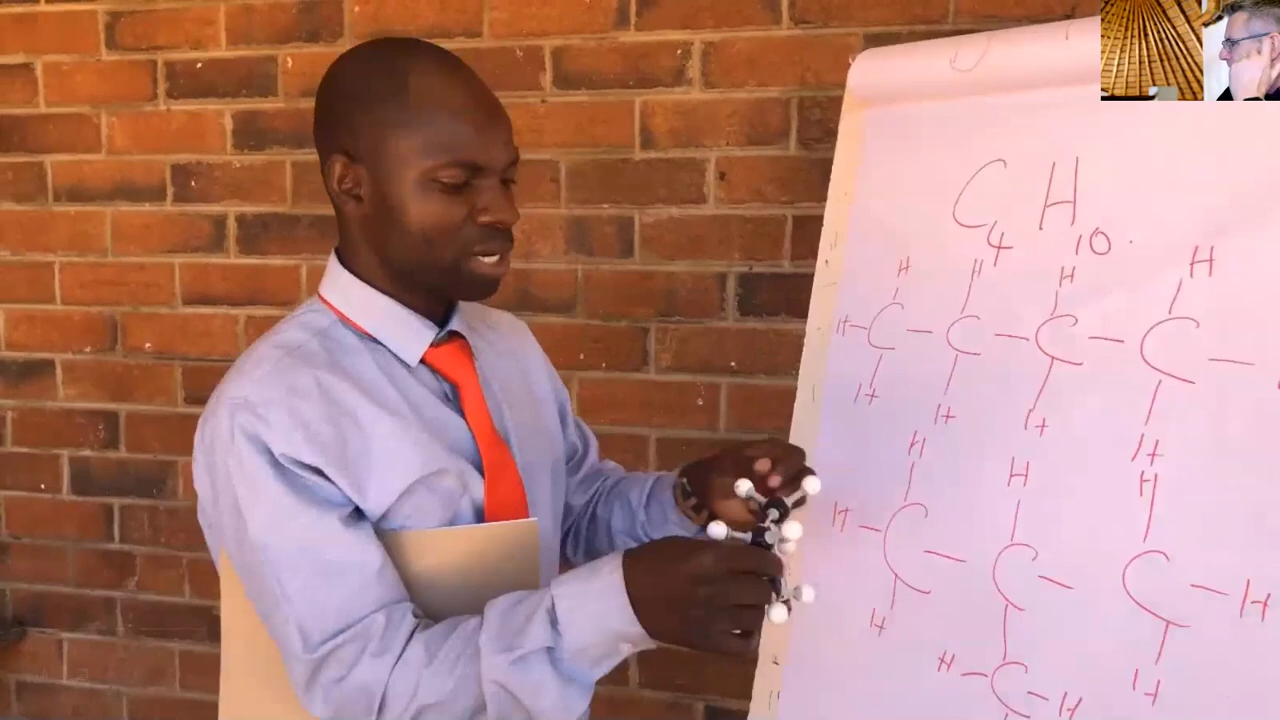 C4H10
H H H H
H-C-C-C-C-
H H H H
H H H
H-C-C-C-H
H H
H-C-H